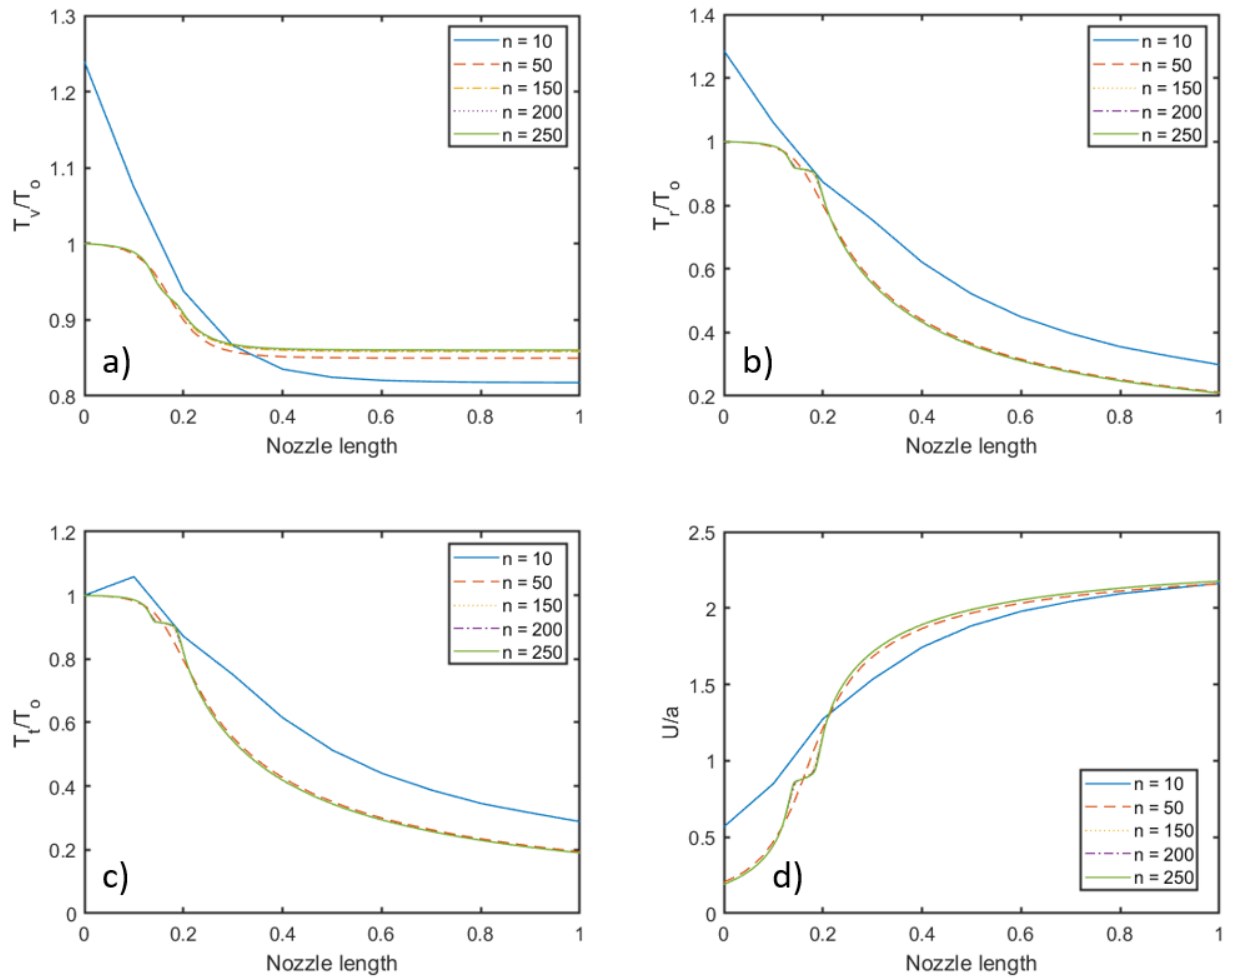 1.3
1.2
1.1
1
0.9
0.8
T_v/T_o
n = 10
n = 50
n = 150
n = 200
n = 250
a)
0 0.2 0.4 0.6 0.8 1
Nozzle length
1.4
1.2
1
0.8
0.6
0.4
0.2
T_r/T_o
n = 10
n = 50
n = 150
n = 200
n = 250
b)
0 0.2 0.4 0.6 0.8 1
Nozzle length
1.2
1
0.8
0.6
0.4
0.2
0
T_t/T_o
n = 10
n = 50
n = 150
n = 200
n = 250
c)
0 0.2 0.4 0.6 0.8 1
Nozzle length
2.5
2
1.5
1
0.5
0
U/a
n = 10
n = 50
n = 150
n = 200
n = 250
d)
0 0.2 0.4 0.6 0.8 1
Nozzle length